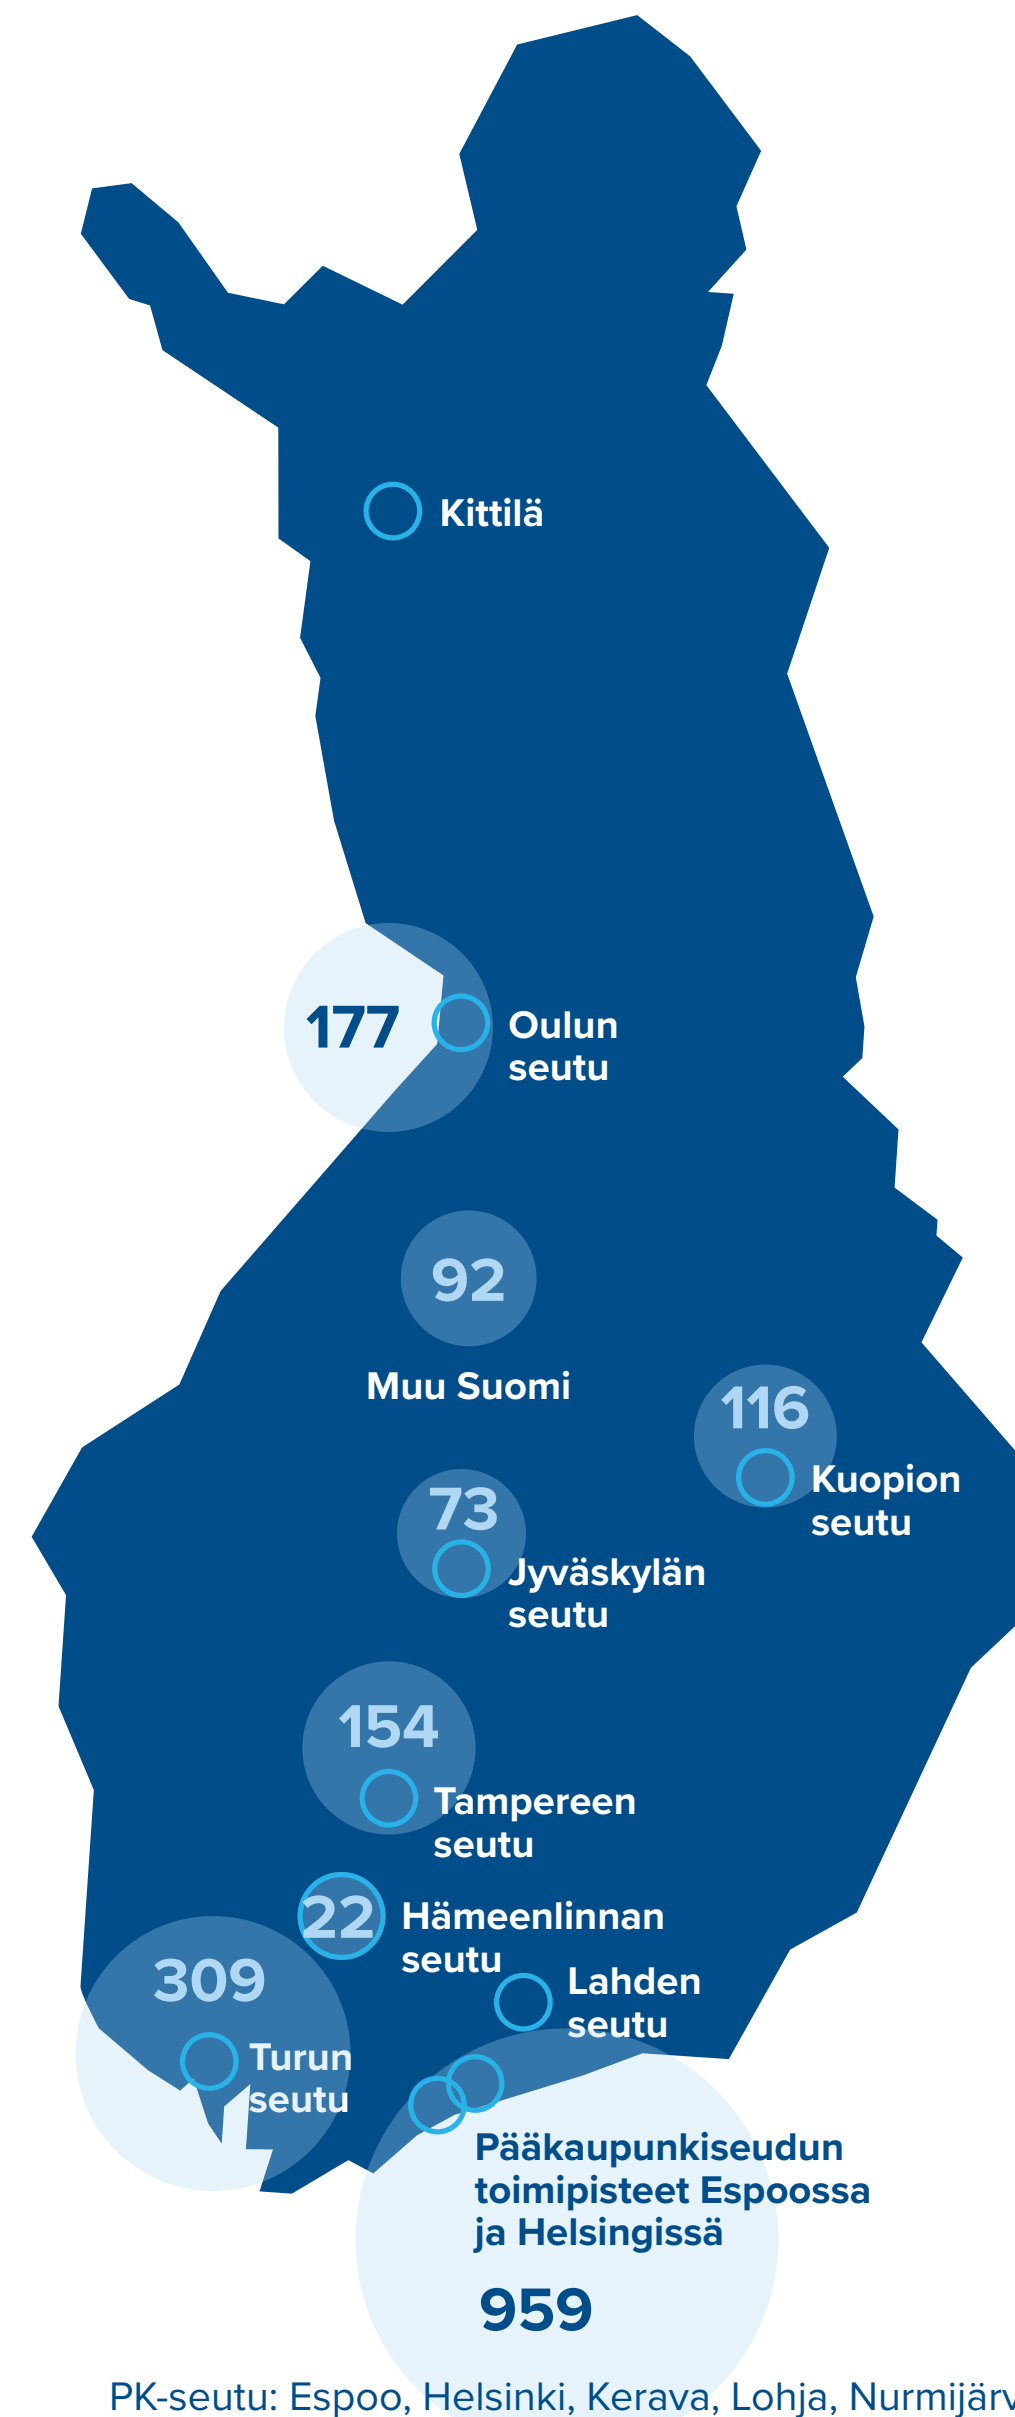 Kittilä
177
Oulun
seutu
92
Muu Suomi
116
Kuopion
seutu
73
Jyväskylän
seutu
154
Tampereen
seutu
22
Hämeenlinnan
seutu
Lahden
seutu
309
Turun
seutu
Pääkaupunkiseudun
toimipisteet Espoossa
ja Helsingissä
959
PK-seutu: Espoo, Helsinki, Kerava, Lohja, Nurmijärv